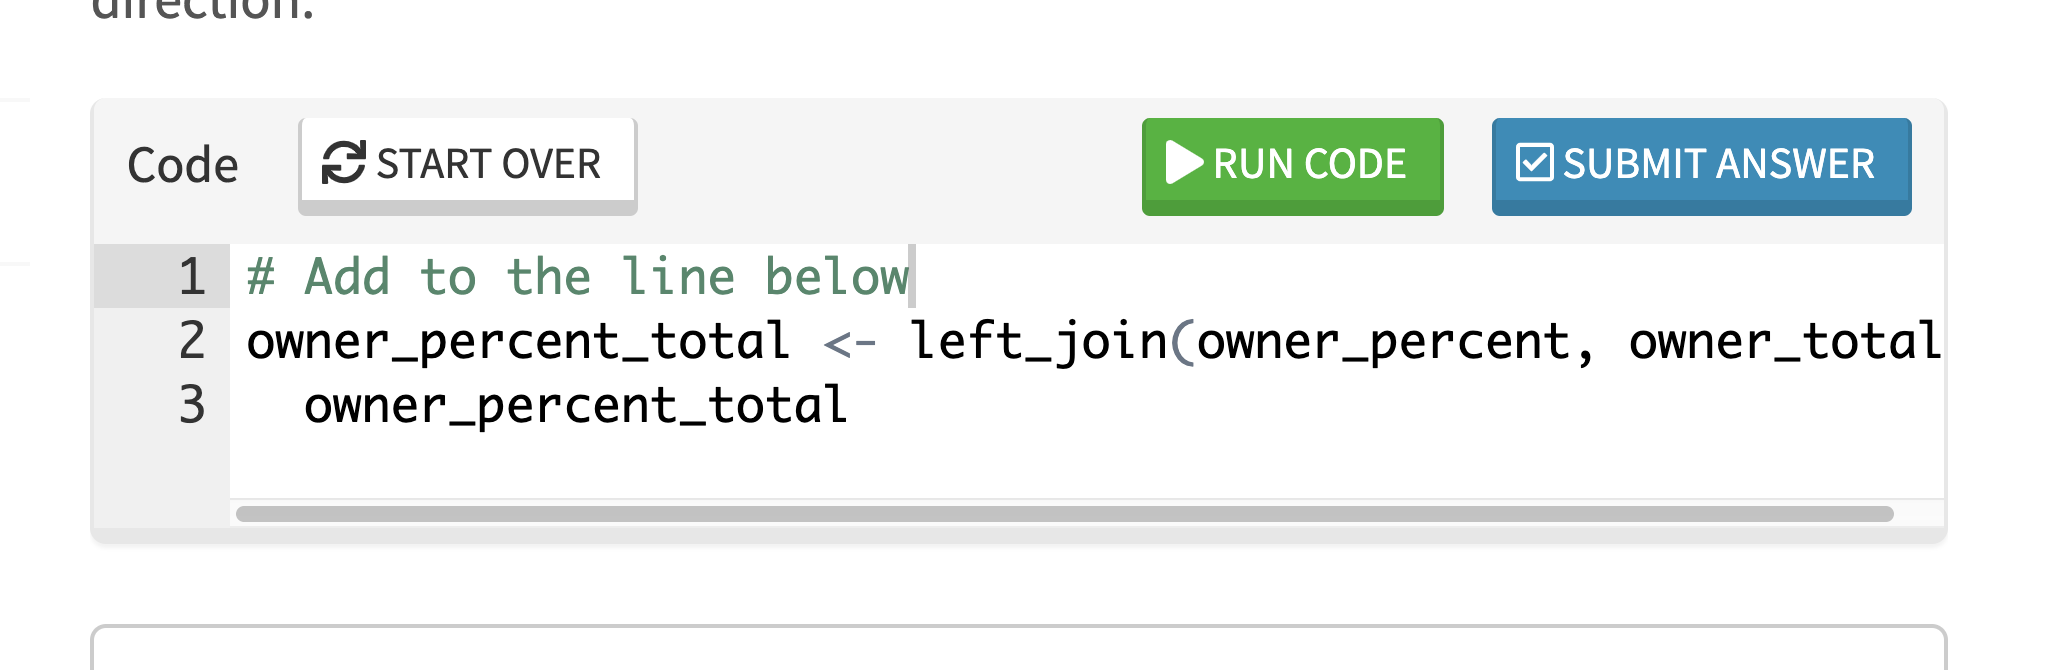 direction.
Code
START OVER
RUN CODE
SUBMIT ANSWER
1 # Add to the line below
2 owner_percent_total <- left_join(owner_percent, owner_total
3 owner_percent_total